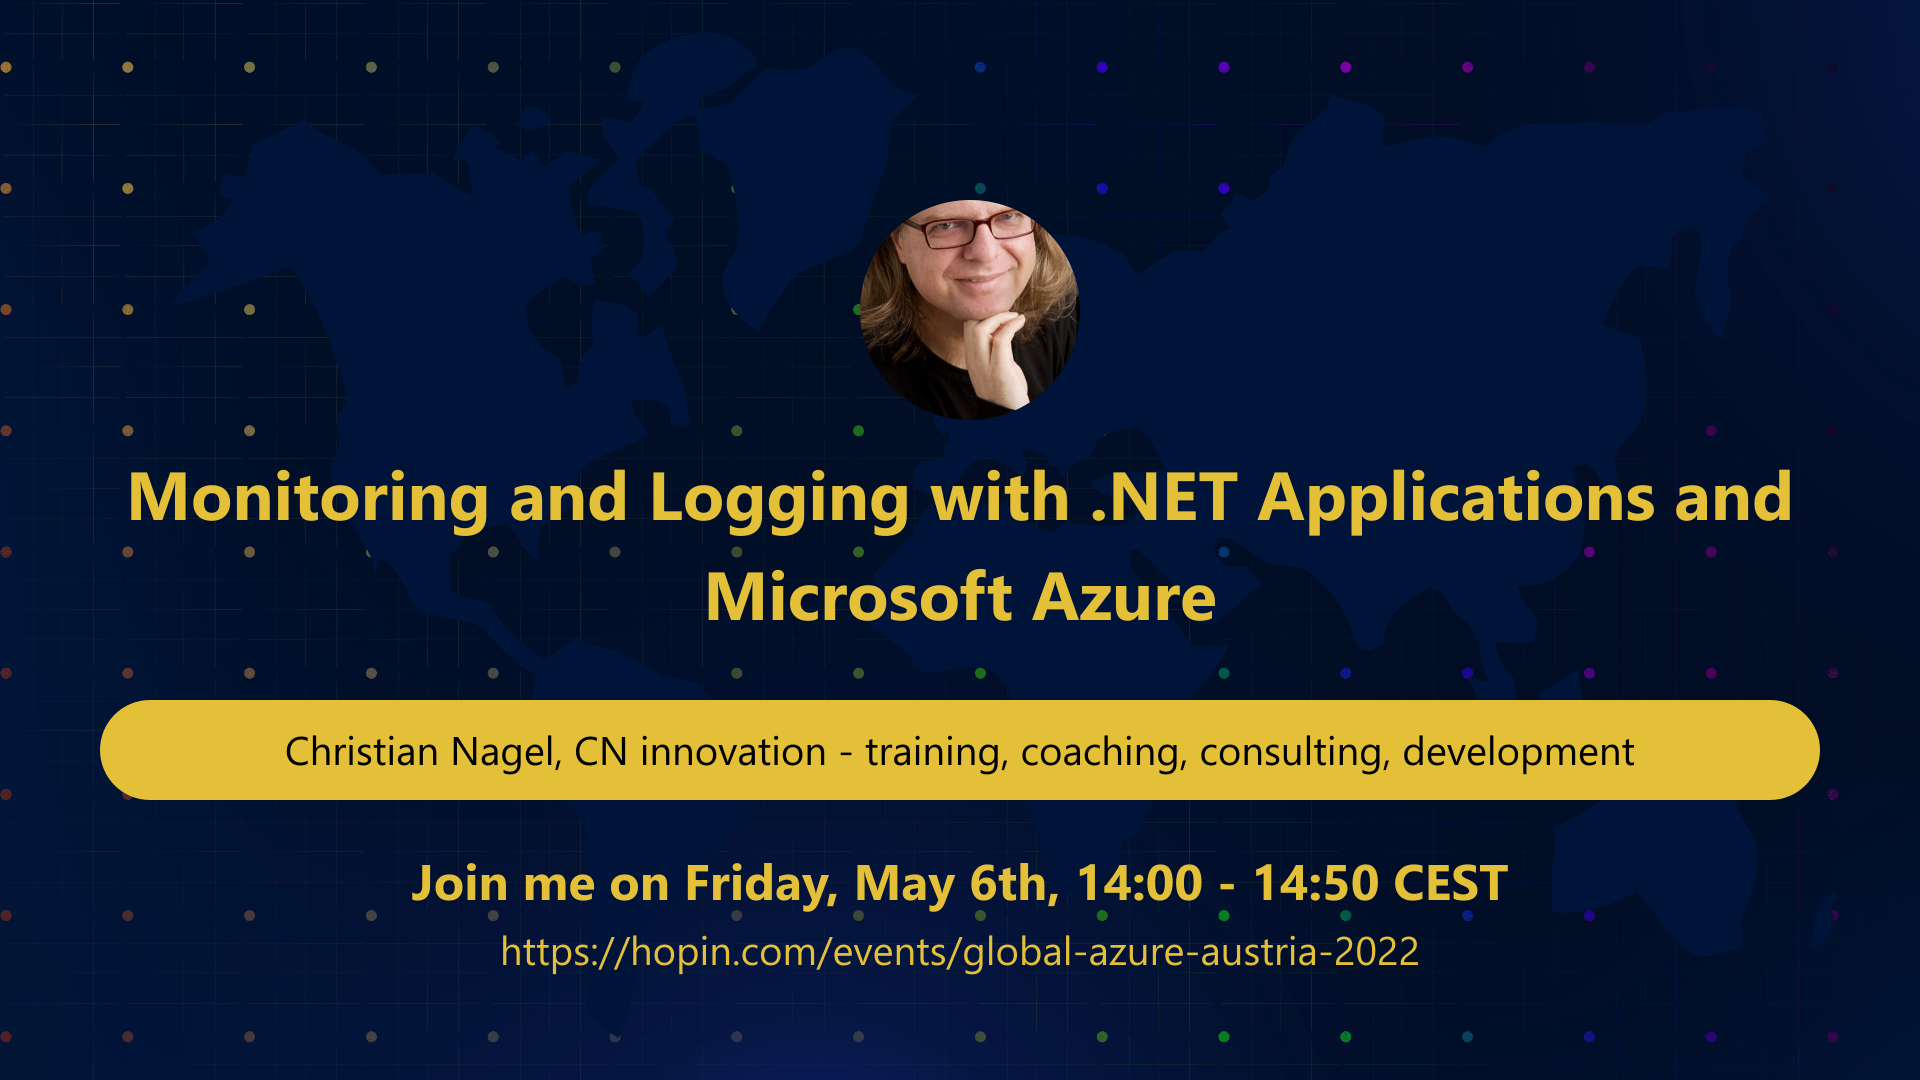 Monitoring and Logging with .NET Applications and
Microsoft Azure
Christian Nagel, CN innovation - training, coaching, consulting, development
Join me on Friday, May 6th, 14:00 - 14:50 CEST
https://hopin.com/events/global-azure-austria-2022